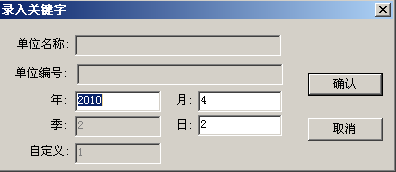 录入关键字
单位名称:
单位编号:
年: 2010 月: 4
季: 2 日: 2
自定义: 1
确认
取消